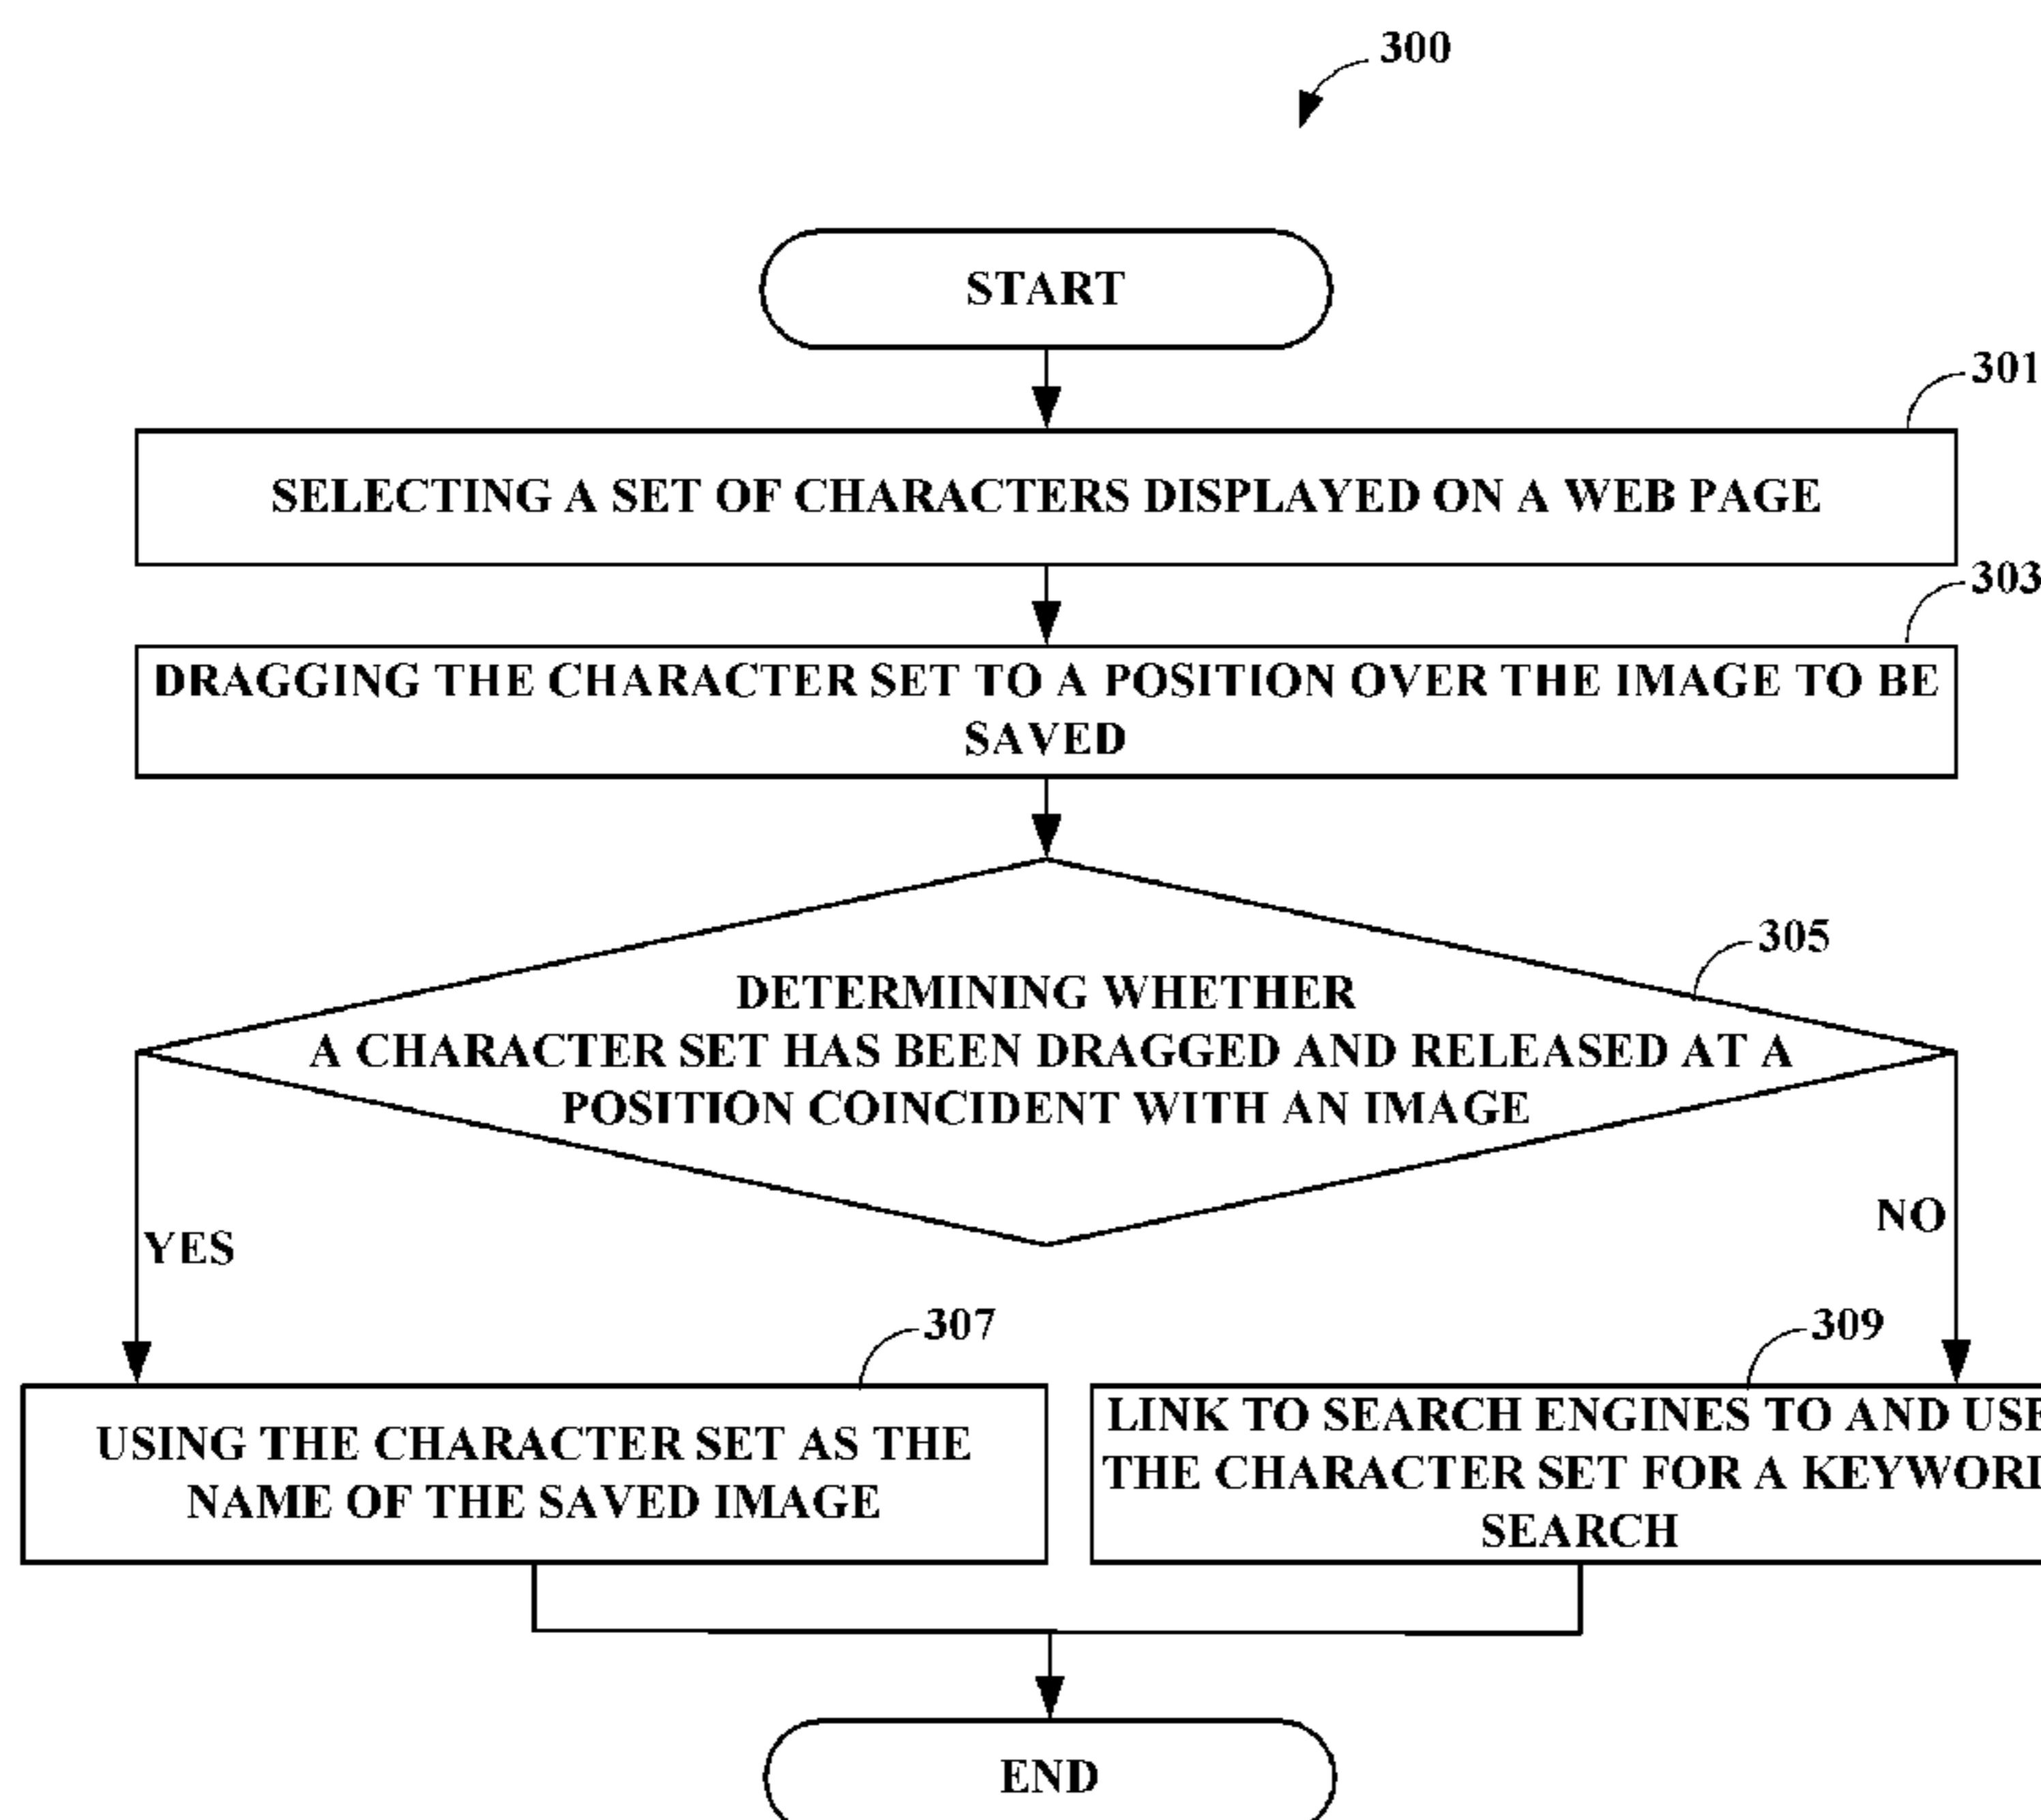 300
START
301
SELECTING A SET OF CHARACTERS DISPLAYED ON A WEB PAGE
303
DRAGGING THE CHARACTER SET TO A POSITION OVER THE IMAGE TO BE
SAVED
305
DETERMINING WHETHER
A CHARACTER SET HAS BEEN DRAGGED AND RELEASED AT A
POSITION COINCIDENT WITH AN IMAGE
YES
NO
307
USING THE CHARACTER SET AS THE
NAME OF THE SAVED IMAGE
309
LINK TO SEARCH ENGINES TO AND USE
THE CHARACTER SET FOR A KEYWORD
SEARCH
END